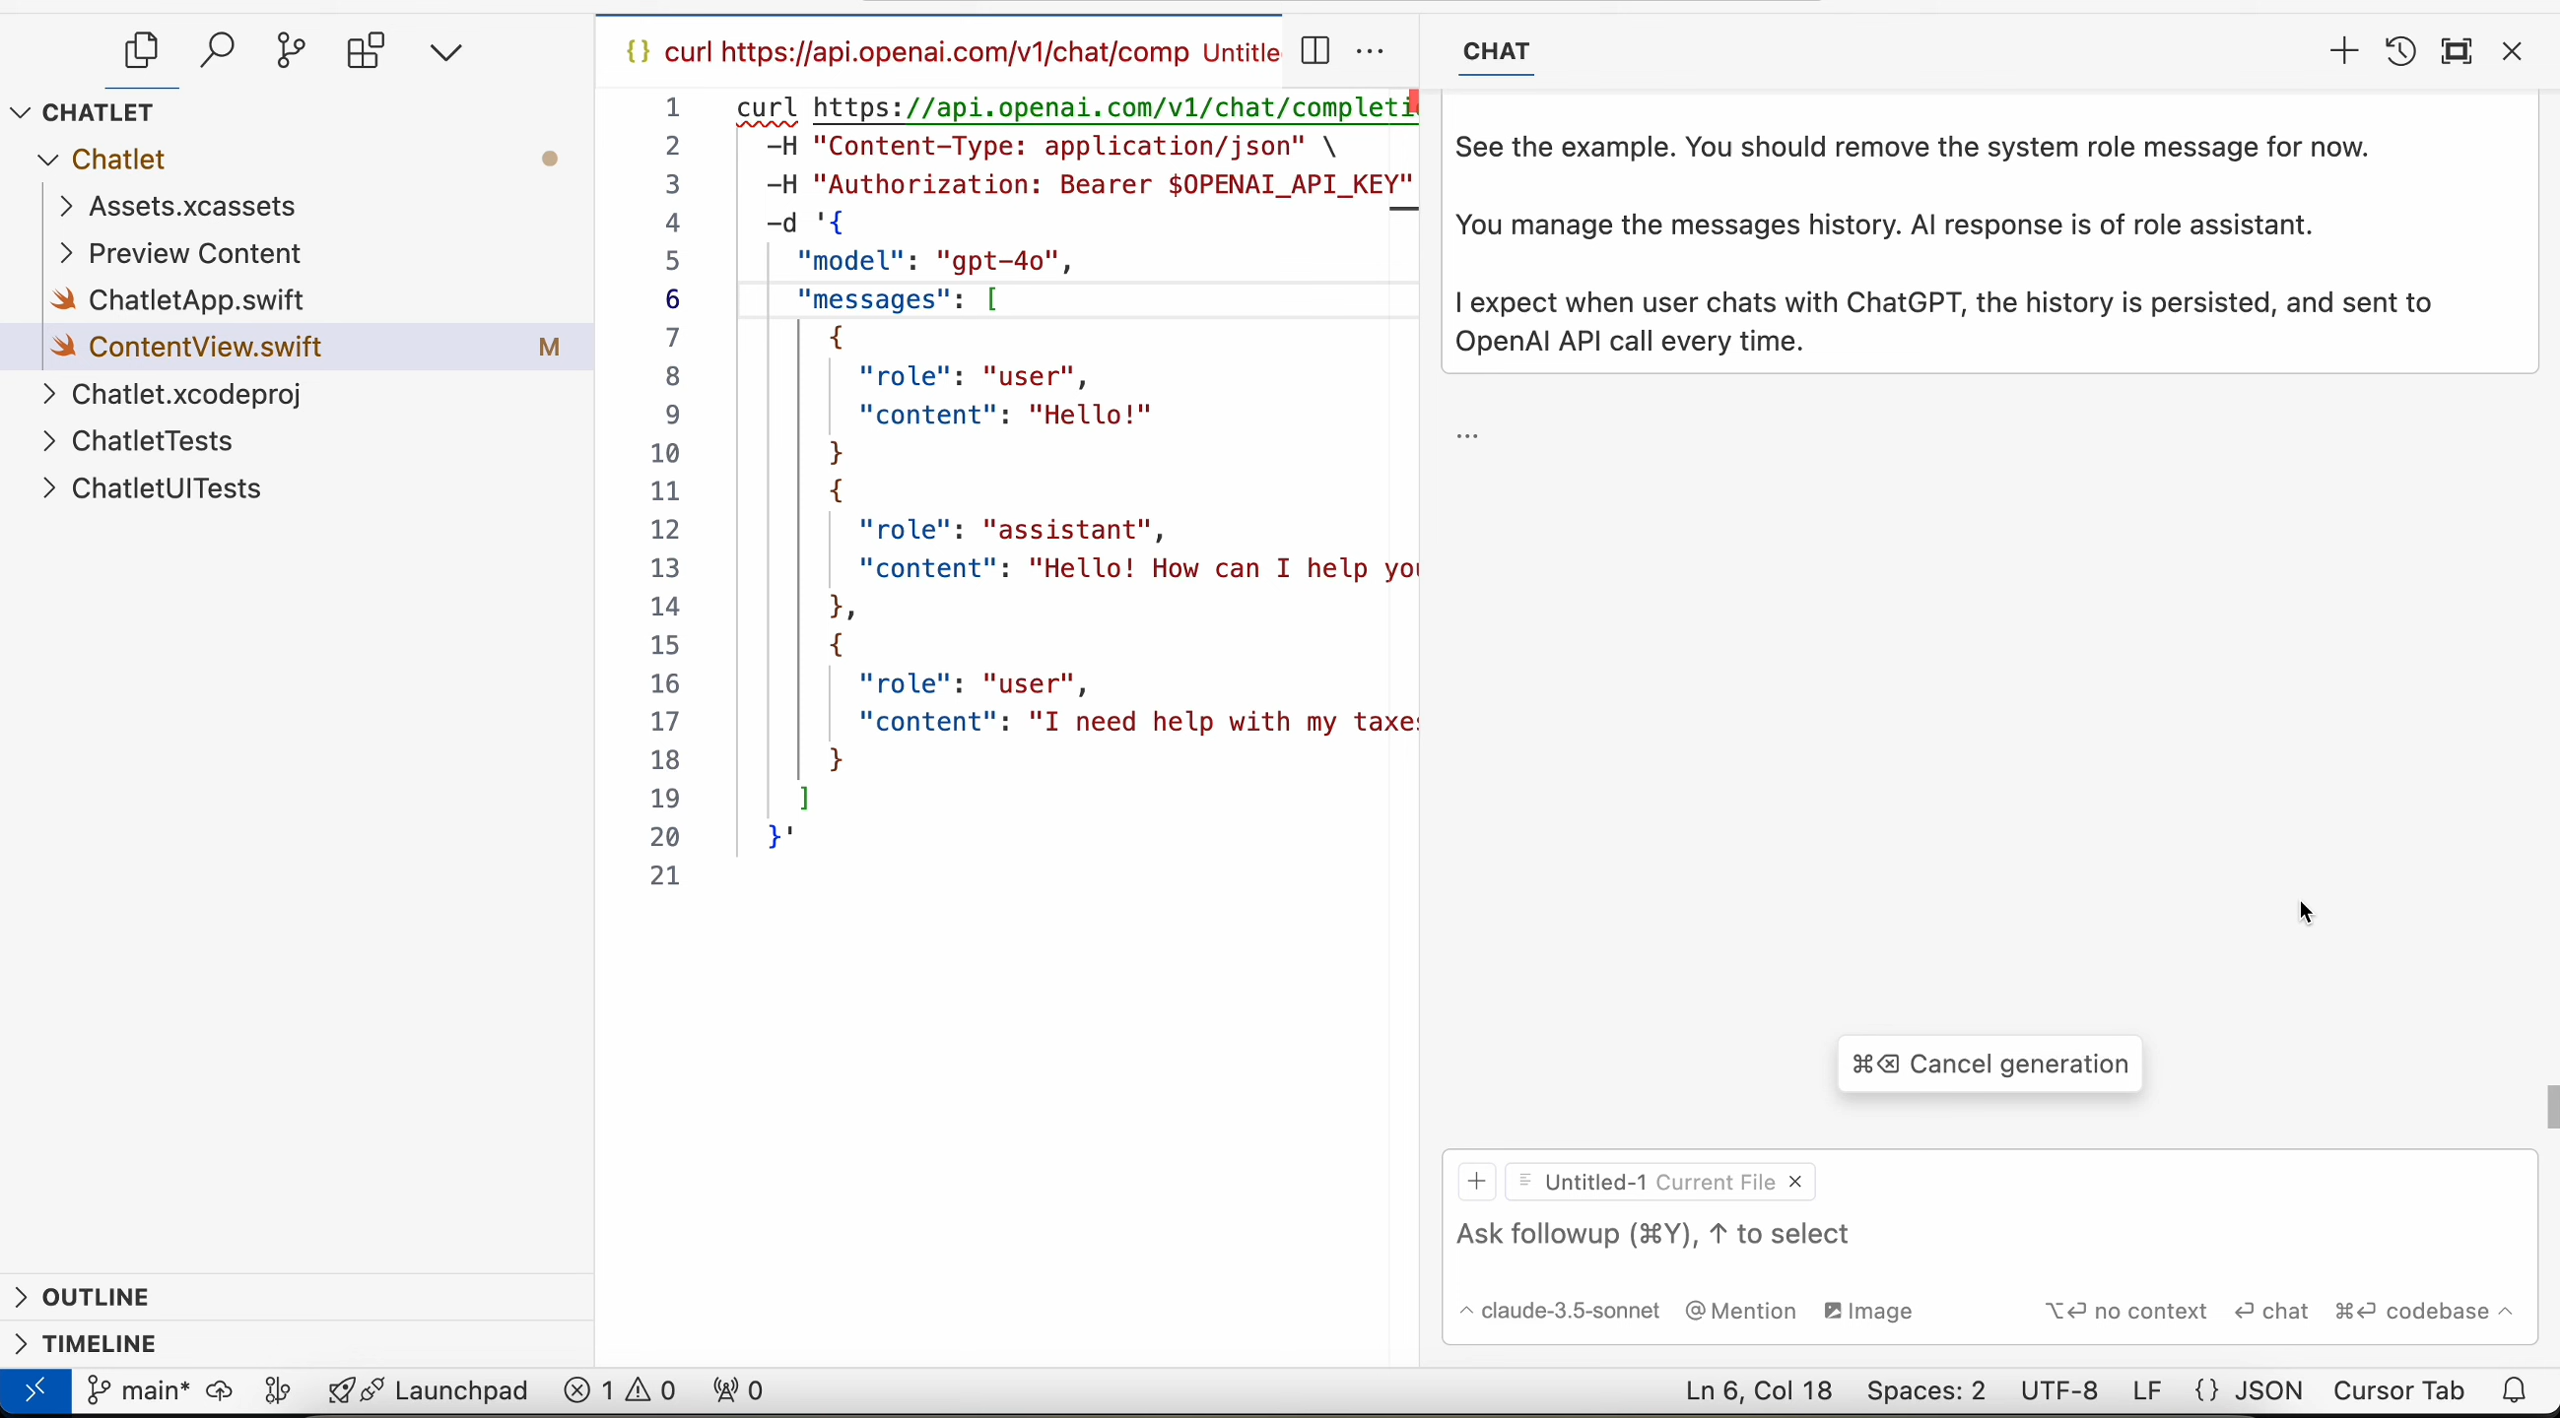 CHATLET
Chatlet
Assets.xcassets
Preview Content
ChatletApp.swift
ContentView.swift M
Chatlet.xcodeproj
ChatletTests
ChatletUITests
OUTLINE
TIMELINE
{} curl https://api.openai.com/v1/chat/comp Untitle
1 curl https://api.openai.com/v1/chat/completi
2 -H "Content-Type: application/json" \
3 -H "Authorization: Bearer $OPENAI_API_KEY"
4 -d '{
5 "model": "gpt-4o",
6 "messages": [
7 {
8 "role": "user",
9 "content": "Hello!"
10 }
11 {
12 "role": "assistant",
13 "content": "Hello! How can I help you
14 },
15 {
16 "role": "user",
17 "content": "I need help with my taxes
18 }
19 ]
20 }'
21
CHAT
See the example. You should remove the system role message for now.
You manage the messages history. AI response is of role assistant.
I expect when user chats with ChatGPT, the history is persisted, and sent to
OpenAI API call every time.
...
⌘⌫ Cancel generation
+ Untitled-1 Current File ×
Ask followup (⌘Y), ↑ to select
claude-3.5-sonnet @ Mention Image ⌥⏎ no context ⏎ chat ⌘⏎ codebase
main* Launchpad 1 0 0 Ln 6, Col 18 Spaces: 2 UTF-8 LF {} JSON Cursor Tab